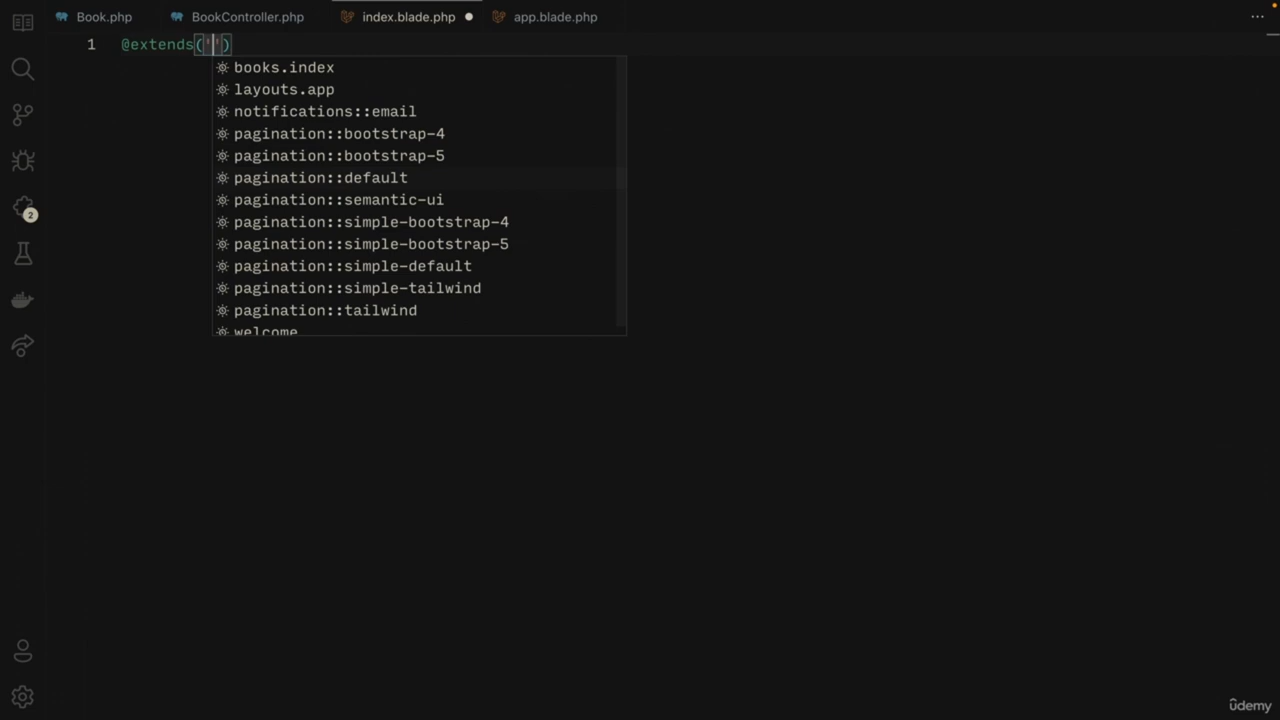 Book.php BookController.php index.blade.php app.blade.php
1 @extends('')
books.index
layouts.app
notifications::email
pagination::bootstrap-4
pagination::bootstrap-5
pagination::default
pagination::semantic-ui
pagination::simple-bootstrap-4
pagination::simple-bootstrap-5
pagination::simple-default
pagination::simple-tailwind
pagination::tailwind
welcome
2
udemy